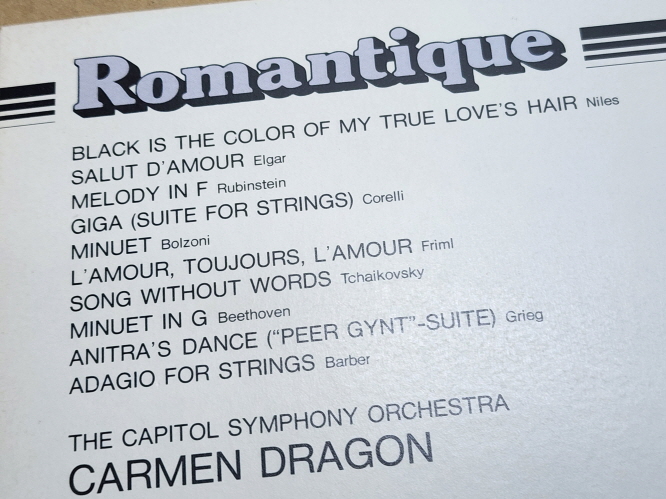 Romantique
BLACK IS THE COLOR OF MY TRUE LOVE'S HAIR Niles
SALUT D'AMOUR Elgar
MELODY IN F Rubinstein
GIGA (SUITE FOR STRINGS) Corelli
MINUET Bolzoni
L'AMOUR, TOUJOURS, L'AMOUR Friml
SONG WITHOUT WORDS Tchaikovsky
MINUET IN G Beethoven
ANITRA'S DANCE ("PEER GYNT"-SUITE) Grieg
ADAGIO FOR STRINGS Barber
THE CAPITOL SYMPHONY ORCHESTRA
CARMEN DRAGON